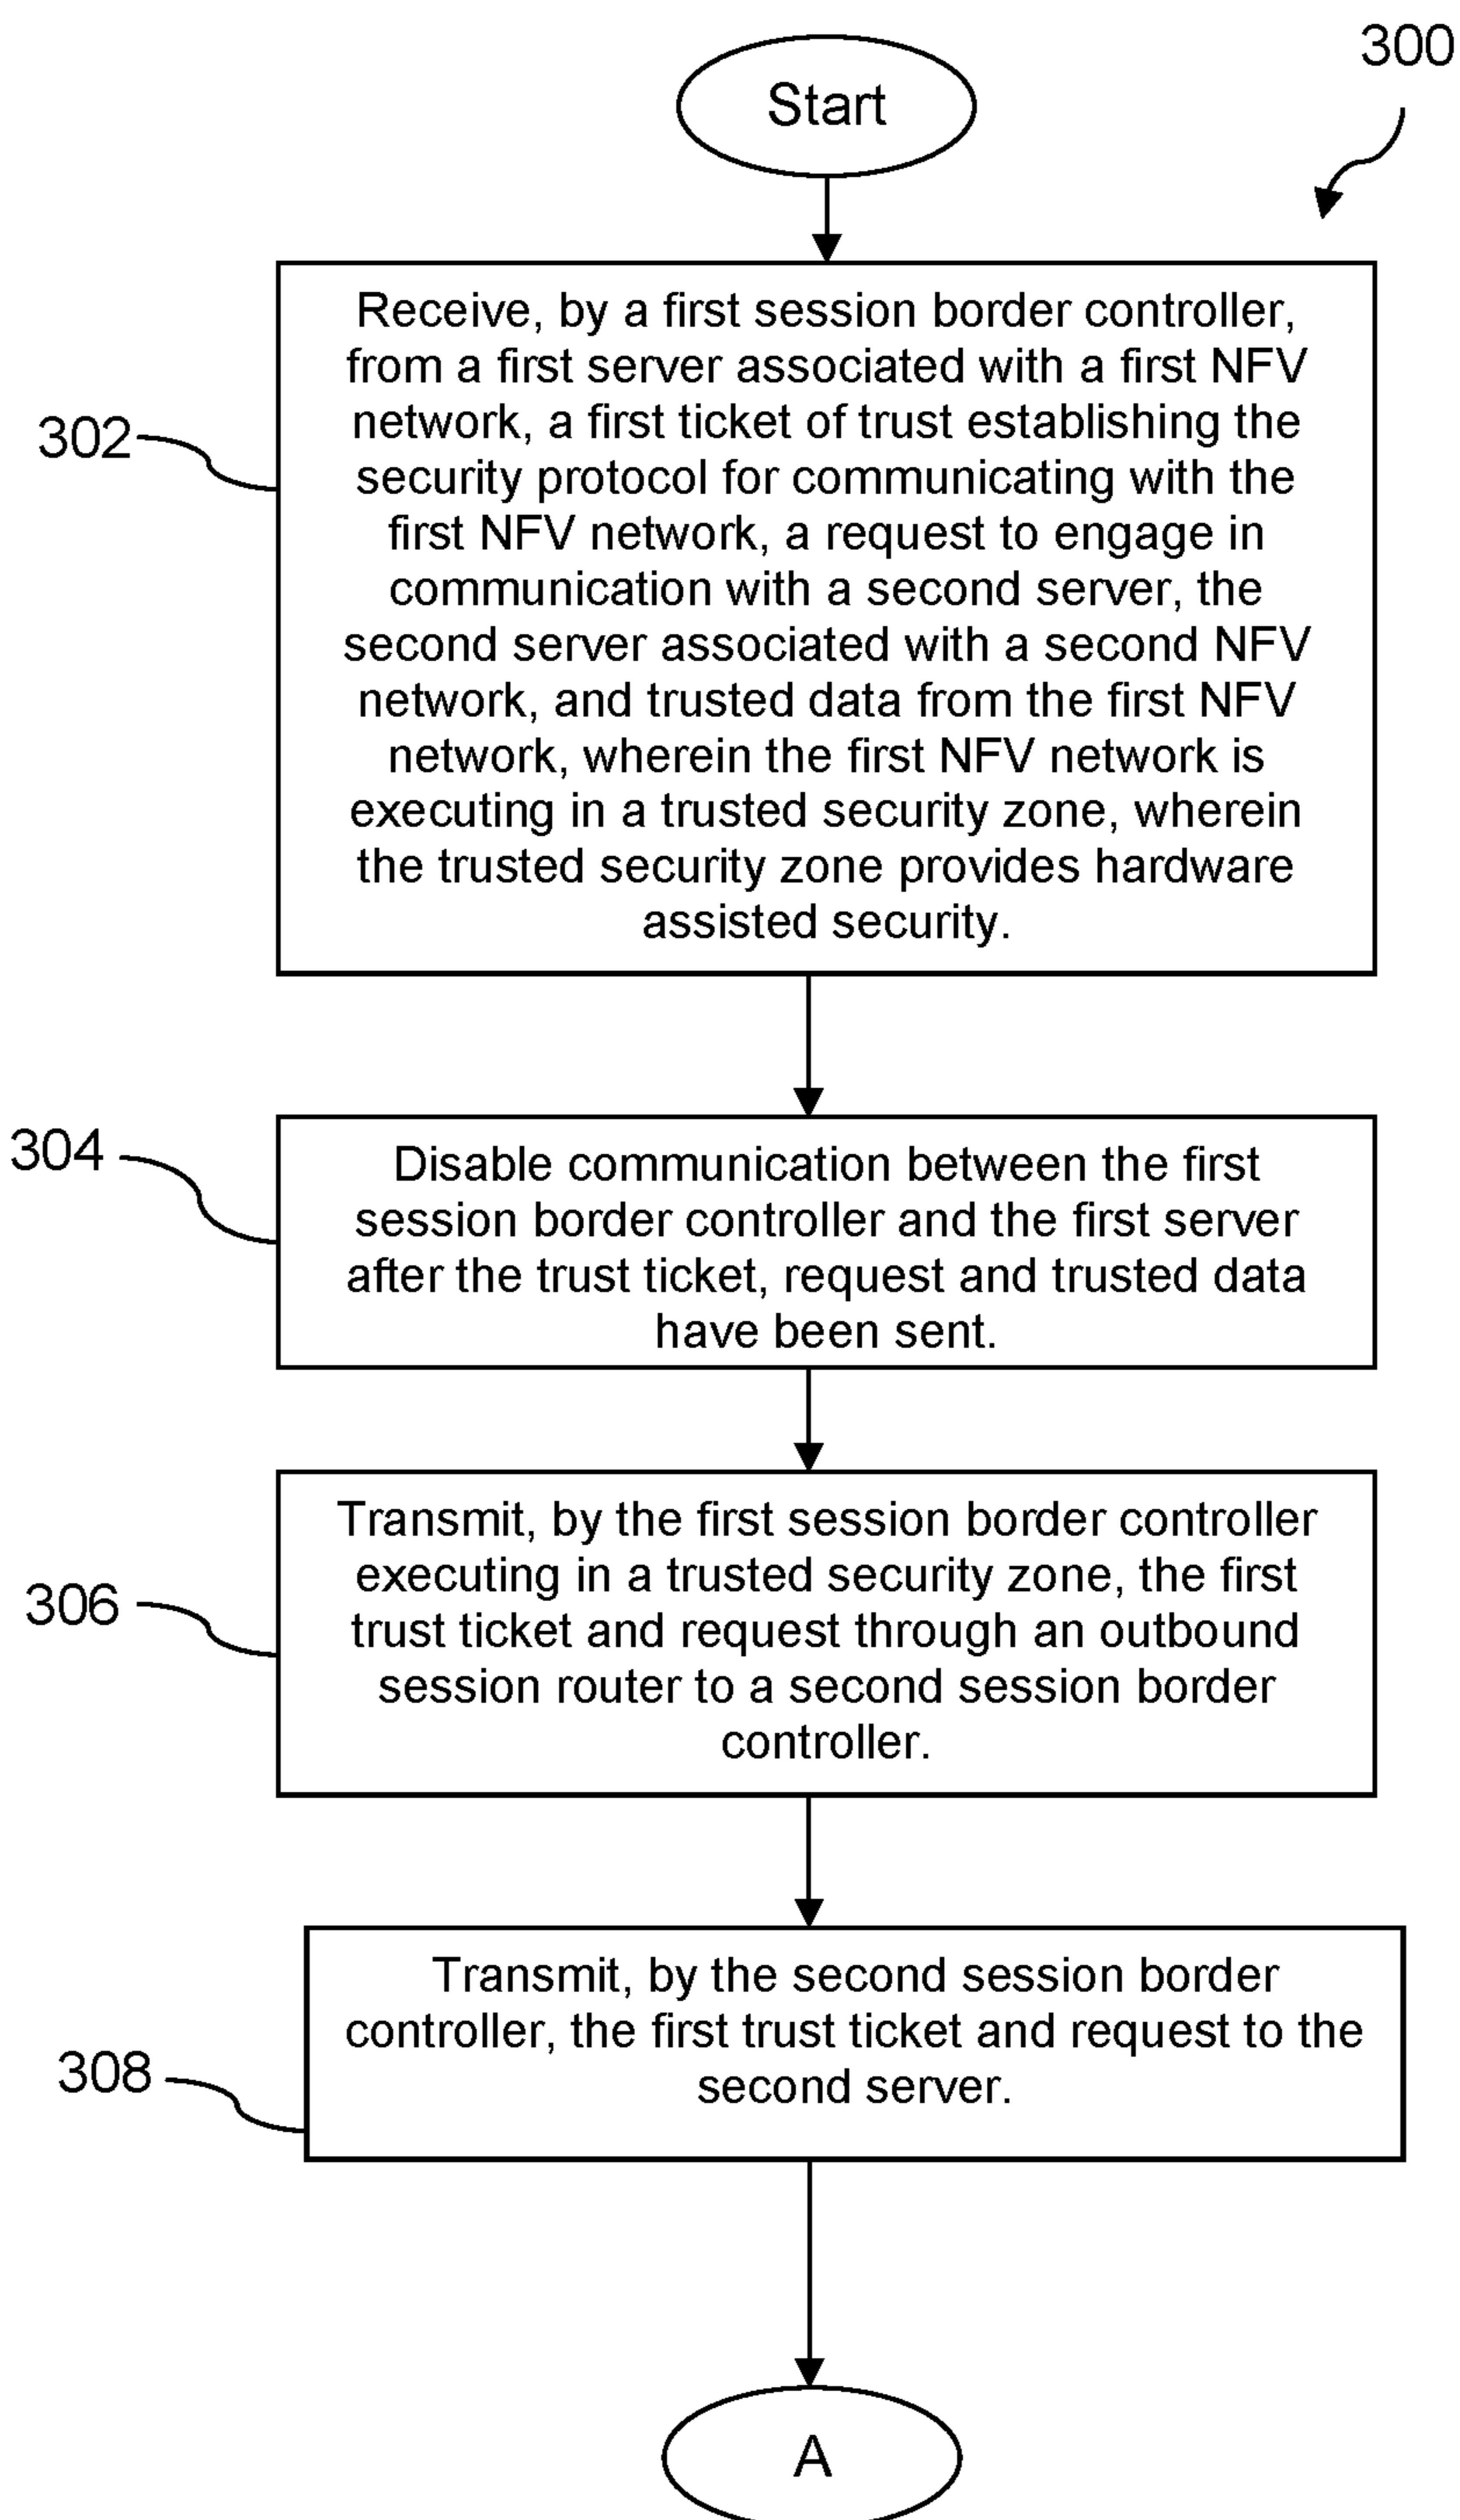 300
Start
302
Receive, by a first session border controller,
from a first server associated with a first NFV
network, a first ticket of trust establishing the
security protocol for communicating with the
first NFV network, a request to engage in
communication with a second server, the
second server associated with a second NFV
network, and trusted data from the first NFV
network, wherein the first NFV network is
executing in a trusted security zone, wherein
the trusted security zone provides hardware
assisted security.
304
Disable communication between the first
session border controller and the first server
after the trust ticket, request and trusted data
have been sent.
306
Transmit, by the first session border controller
executing in a trusted security zone, the first
trust ticket and request through an outbound
session router to a second session border
controller.
308
Transmit, by the second session border
controller, the first trust ticket and request to the
second server.
A